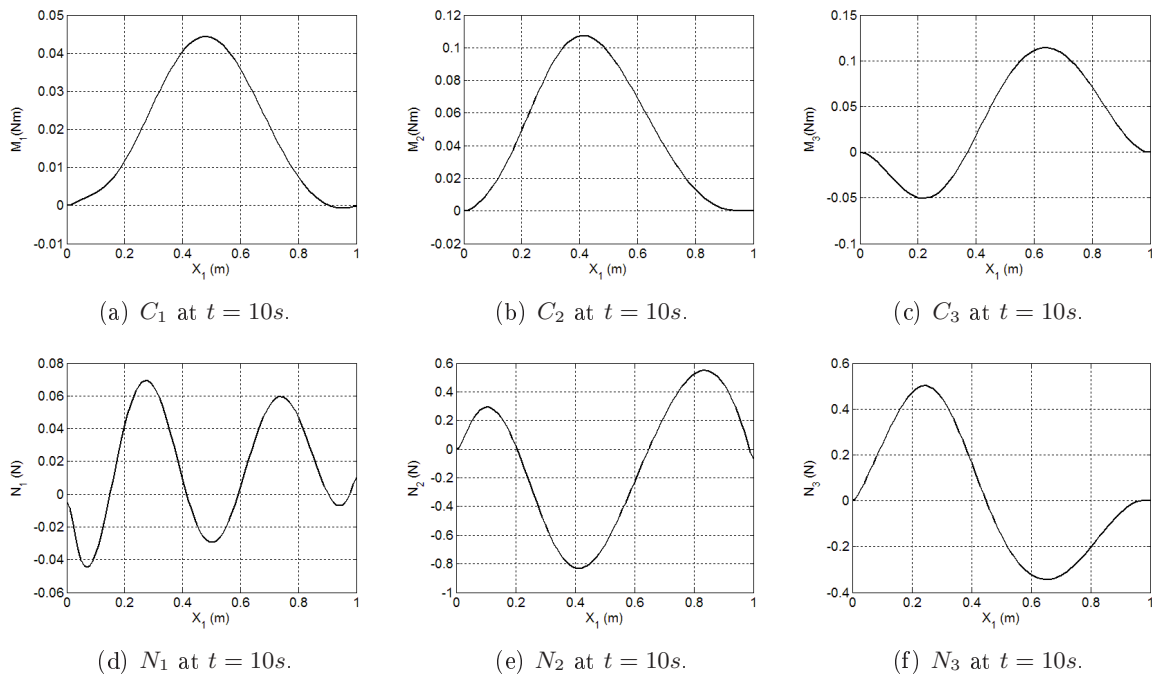 0.05
0.04
0.03
0.02
0.01
0
-0.01
M1(Nm)
0 0.2 0.4 0.6 0.8 1
X1 (m)
(a) C1 at t = 10s.
0.12
0.1
0.08
0.06
0.04
0.02
0
-0.02
M2(Nm)
0 0.2 0.4 0.6 0.8 1
X1 (m)
(b) C2 at t = 10s.
0.15
0.1
0.05
0
-0.05
-0.1
M3(Nm)
0 0.2 0.4 0.6 0.8 1
X1 (m)
(c) C3 at t = 10s.
0.08
0.06
0.04
0.02
0
-0.02
-0.04
-0.06
N1 (N)
0 0.2 0.4 0.6 0.8 1
X1 (m)
(d) N1 at t = 10s.
0.6
0.4
0.2
0
-0.2
-0.4
-0.6
-0.8
-1
N2 (N)
0 0.2 0.4 0.6 0.8 1
X1 (m)
(e) N2 at t = 10s.
0.6
0.4
0.2
0
-0.2
-0.4
N3 (N)
0 0.2 0.4 0.6 0.8 1
X1 (m)
(f) N3 at t = 10s.